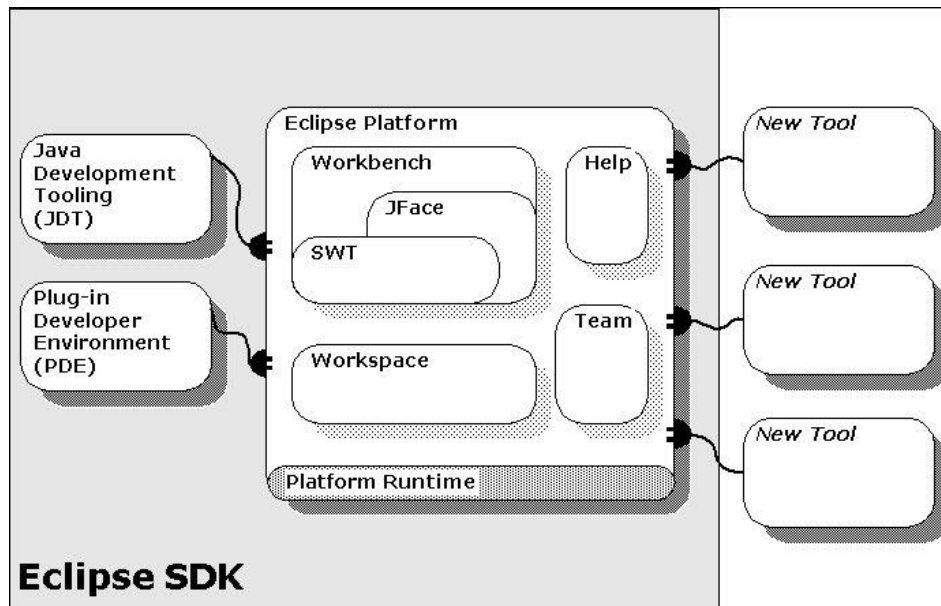 Eclipse Platform
Java
Development
Tooling
(JDT)
Workbench
JFace
SWT
Help
New Tool
Plug-in
Developer
Environment
(PDE)
Workspace
Team
New Tool
New Tool
Platform Runtime
Eclipse SDK